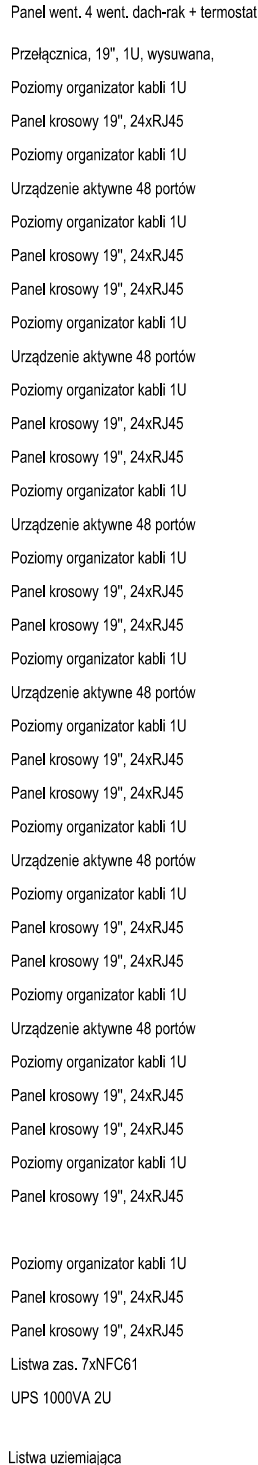 Panel went. 4 went. dach-rak + termostat
Przełącznica, 19", 1U, wysuwana,
Poziomy organizator kabli 1U
Panel krosowy 19", 24xRJ45
Poziomy organizator kabli 1U
Urządzenie aktywne 48 portów
Poziomy organizator kabli 1U
Panel krosowy 19", 24xRJ45
Panel krosowy 19", 24xRJ45
Poziomy organizator kabli 1U
Urządzenie aktywne 48 portów
Poziomy organizator kabli 1U
Panel krosowy 19", 24xRJ45
Panel krosowy 19", 24xRJ45
Poziomy organizator kabli 1U
Urządzenie aktywne 48 portów
Poziomy organizator kabli 1U
Panel krosowy 19", 24xRJ45
Panel krosowy 19", 24xRJ45
Poziomy organizator kabli 1U
Urządzenie aktywne 48 portów
Poziomy organizator kabli 1U
Panel krosowy 19", 24xRJ45
Panel krosowy 19", 24xRJ45
Poziomy organizator kabli 1U
Urządzenie aktywne 48 portów
Poziomy organizator kabli 1U
Panel krosowy 19", 24xRJ45
Panel krosowy 19", 24xRJ45
Poziomy organizator kabli 1U
Urządzenie aktywne 48 portów
Poziomy organizator kabli 1U
Panel krosowy 19", 24xRJ45
Panel krosowy 19", 24xRJ45
Poziomy organizator kabli 1U
Panel krosowy 19", 24xRJ45
Poziomy organizator kabli 1U
Panel krosowy 19", 24xRJ45
Panel krosowy 19", 24xRJ45
Listwa zas. 7xNFC61
UPS 1000VA 2U
Listwa uziemiająca